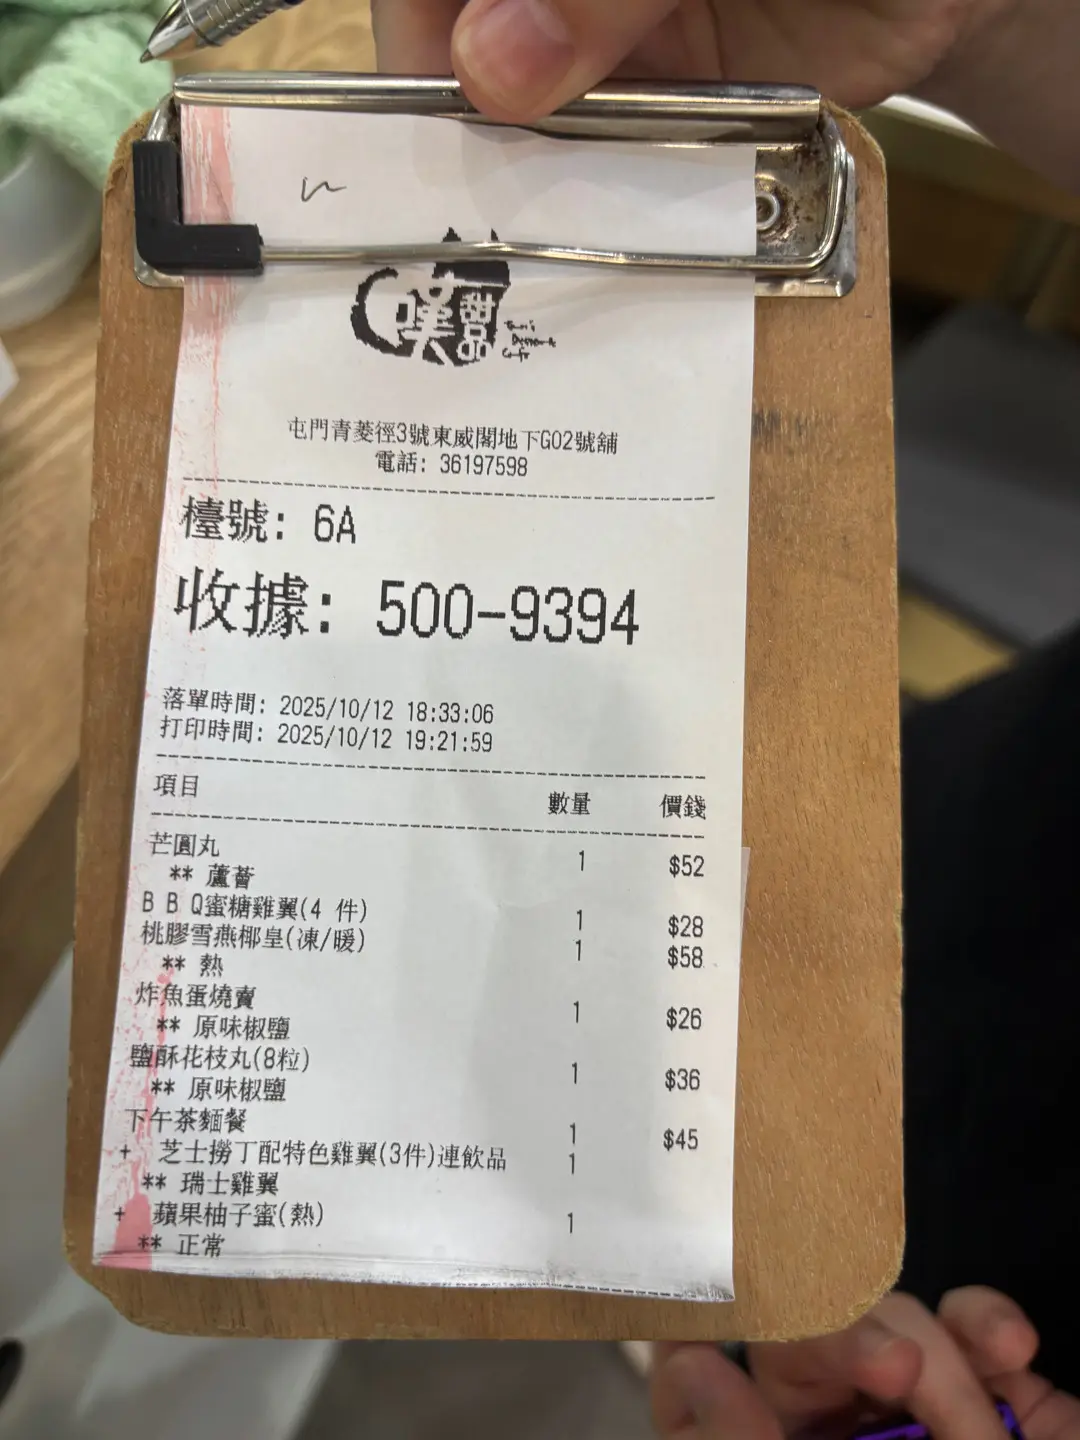 嘆
甜品
屯門青菱徑3號東威閣地下G02號舖
電話: 36197598
檯號: 6A
收據: 500-9394
落單時間: 2025/10/12 18:33:06
打印時間: 2025/10/12 19:21:59
項目 數量 價錢
芒圓丸 1 $52
** 蘆薈
B B Q蜜糖雞翼(4 件) 1 $28
桃膠雪燕椰皇(凍/暖) 1 $58
** 熱
炸魚蛋燒賣 1 $26
** 原味椒鹽
鹽酥花枝丸(8粒) 1 $36
** 原味椒鹽
下午茶麵餐 1 $45
+ 芝士撈丁配特色雞翼(3件)連飲品 1
** 瑞士雞翼
+ 蘋果柚子蜜(熱) 1
** 正常